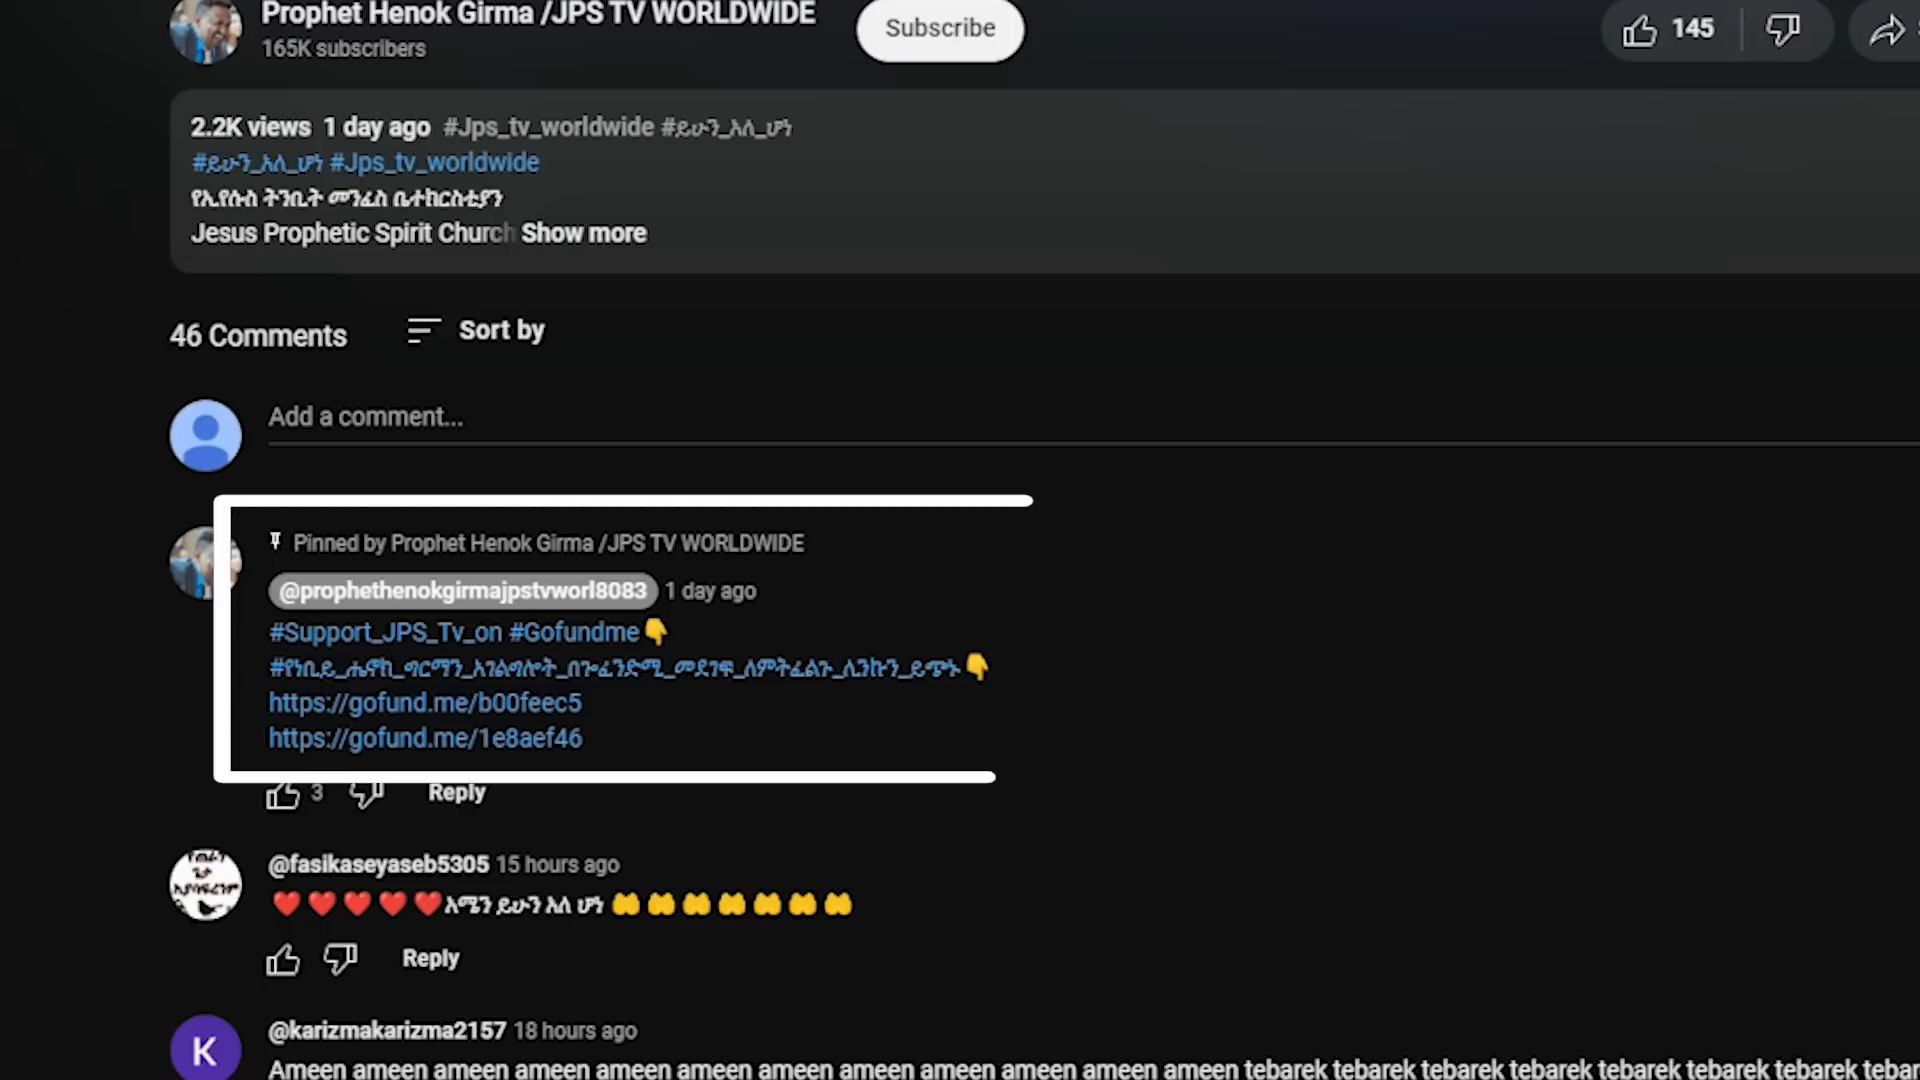 Prophet Henok Girma /JPS TV WORLDWIDE
165K subscribers
Subscribe
145
2.2K views 1 day ago #Jps_tv_worldwide #ይሁን_አለ_ሆነ
#ይሁን_አለ_ሆነ #Jps_tv_worldwide
የኢየሱስ ትንቢት መንፈስ ቤተክርስቲያን
Jesus Prophetic Spirit Church Show more
46 Comments
Sort by
Add a comment...
Pinned by Prophet Henok Girma /JPS TV WORLDWIDE
@prophethenokgirmajpstvworl8083 1 day ago
#Support_JPS_Tv_on #Gofundme👇
#የነቢይ_ሔኖክ_ግርማን_አገልግሎት_በጎፈንድሚ_መደገፍ_ለምትፈልጉ_ሊንኩን_ይጭኑ👇
https://gofund.me/b00feec5
https://gofund.me/1e8aef46
3 Reply
@fasikaseyaseb5305 15 hours ago
❤️❤️❤️❤️❤️አሜን ይሁን አለ ሆነ 🤲🤲🤲🤲🤲🤲🤲
Reply
K
@karizmakarizma2157 18 hours ago
Ameen ameen ameen ameen ameen ameen ameen ameen ameen ameen ameen ameen tebarek tebarek tebarek tebarek tebarek tebarek tebarek